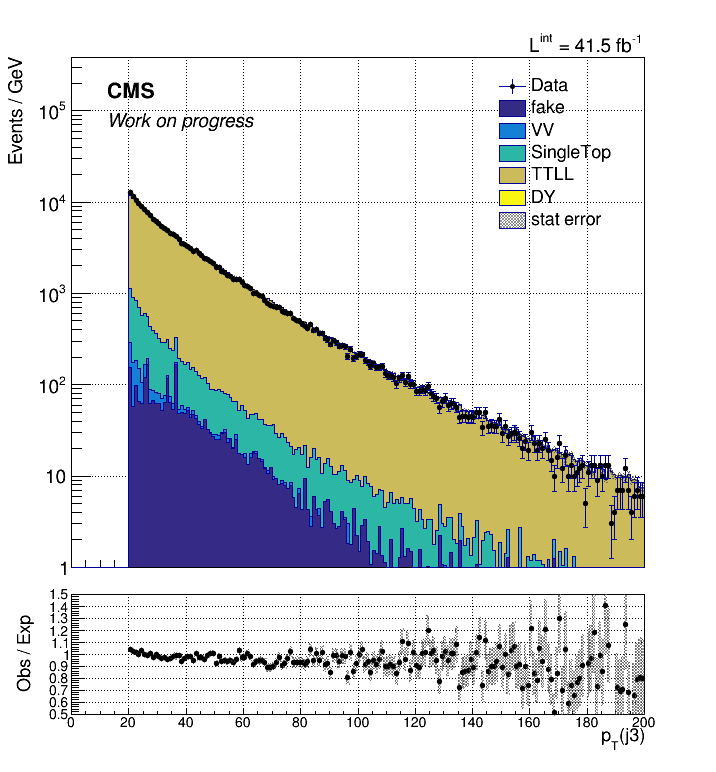 L^int = 41.5 fb^-1
Events / GeV
CMS
Work on progress
Data
fake
VV
SingleTop
TTLL
DY
stat error
10^5
10^4
10^3
10^2
10
1
Obs / Exp
1.5
1.4
1.3
1.2
1.1
1
0.9
0.8
0.7
0.6
0.5
0 20 40 60 80 100 120 140 160 180 200
p_T(j3)